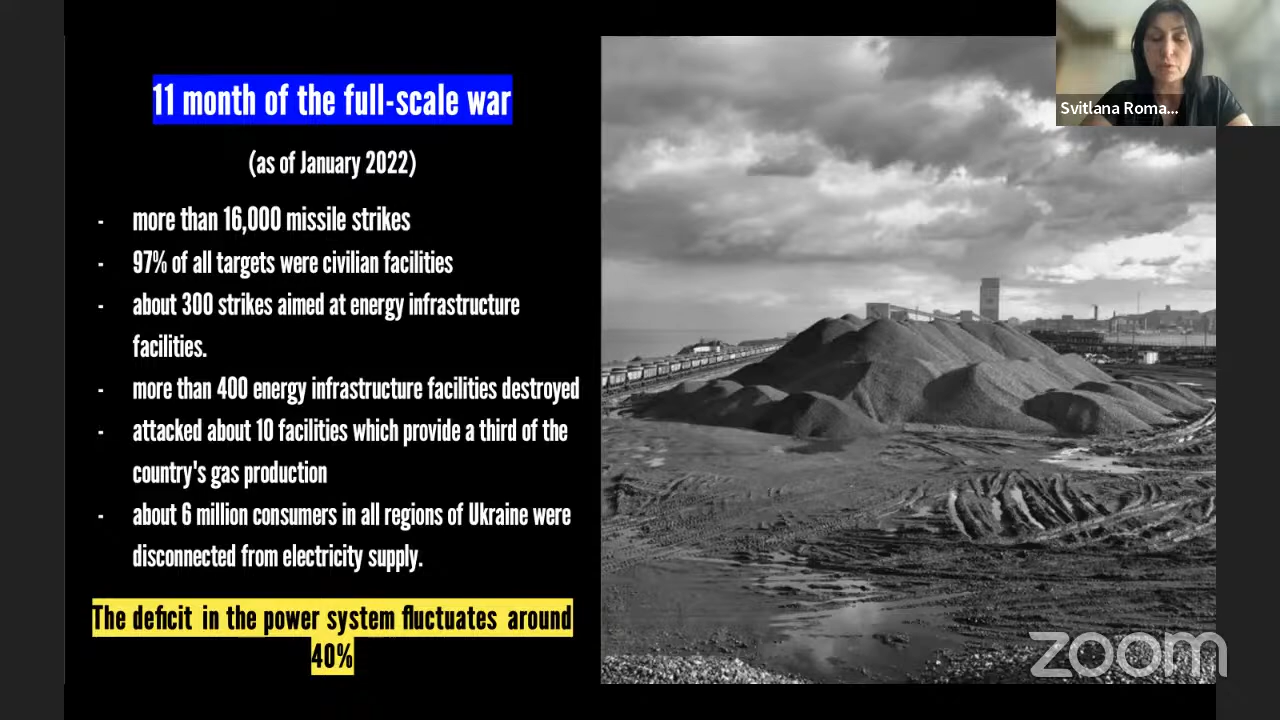 11 month of the full-scale war
(as of January 2022)
- more than 16,000 missile strikes
- 97% of all targets were civilian facilities
- about 300 strikes aimed at energy infrastructure
facilities.
- more than 400 energy infrastructure facilities destroyed
- attacked about 10 facilities which provide a third of the
country's gas production
- about 6 million consumers in all regions of Ukraine were
disconnected from electricity supply.
The deficit in the power system fluctuates around
40%
Svitlana Roma...
zoom